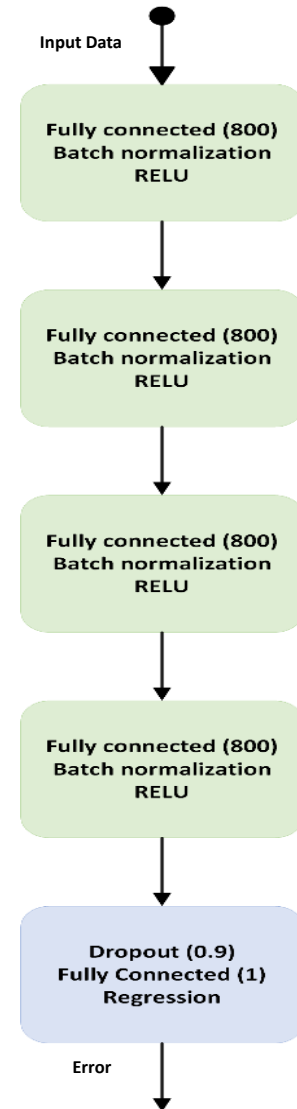 Input Data
Fully connected (800)
Batch normalization
RELU
Fully connected (800)
Batch normalization
RELU
Fully connected (800)
Batch normalization
RELU
Fully connected (800)
Batch normalization
RELU
Dropout (0.9)
Fully Connected (1)
Regression
Error